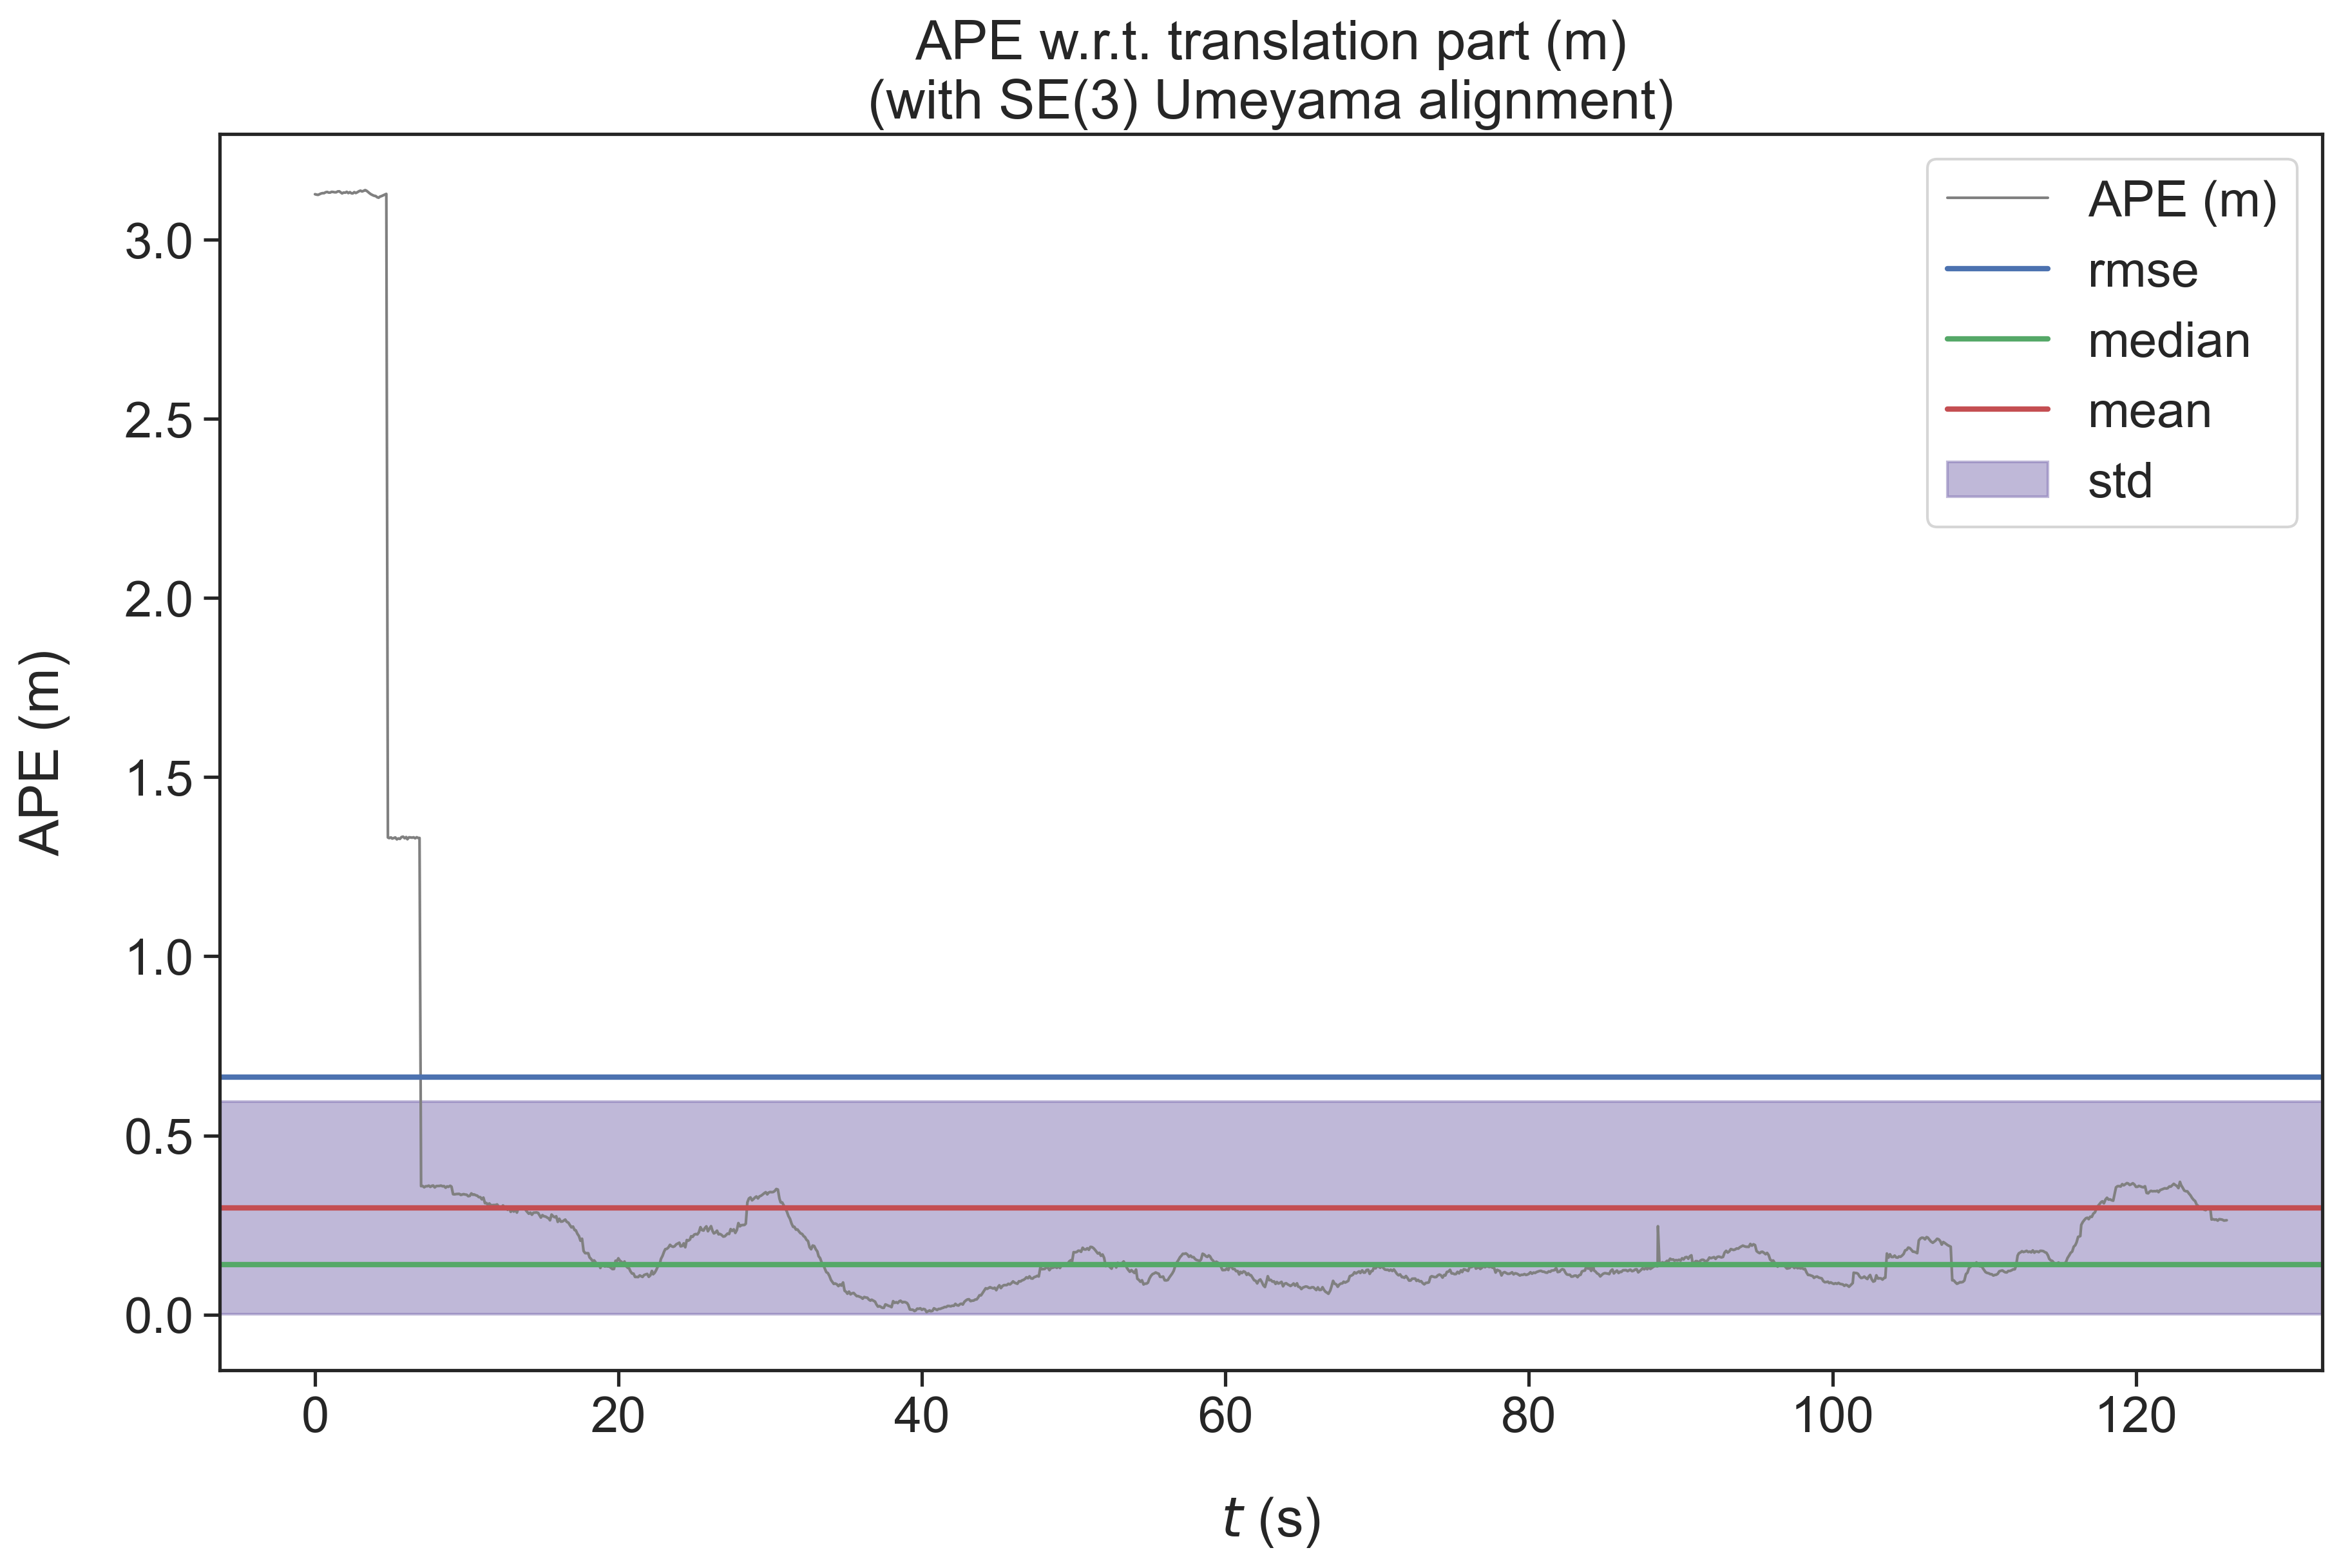 APE w.r.t. translation part (m)
(with SE(3) Umeyama alignment)
APE (m)
rmse
median
mean
std
3.0
2.5
2.0
1.5
1.0
0.5
0.0
APE (m)
0 20 40 60 80 100 120
t (s)